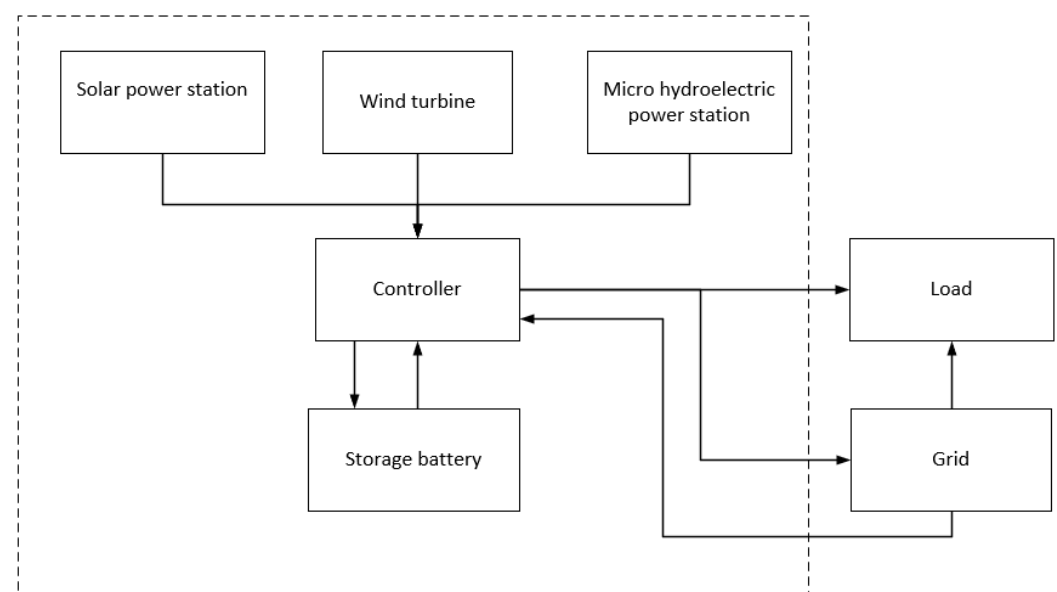 Solar power station
Wind turbine
Micro hydroelectric
power station
Controller
Load
Storage battery
Grid